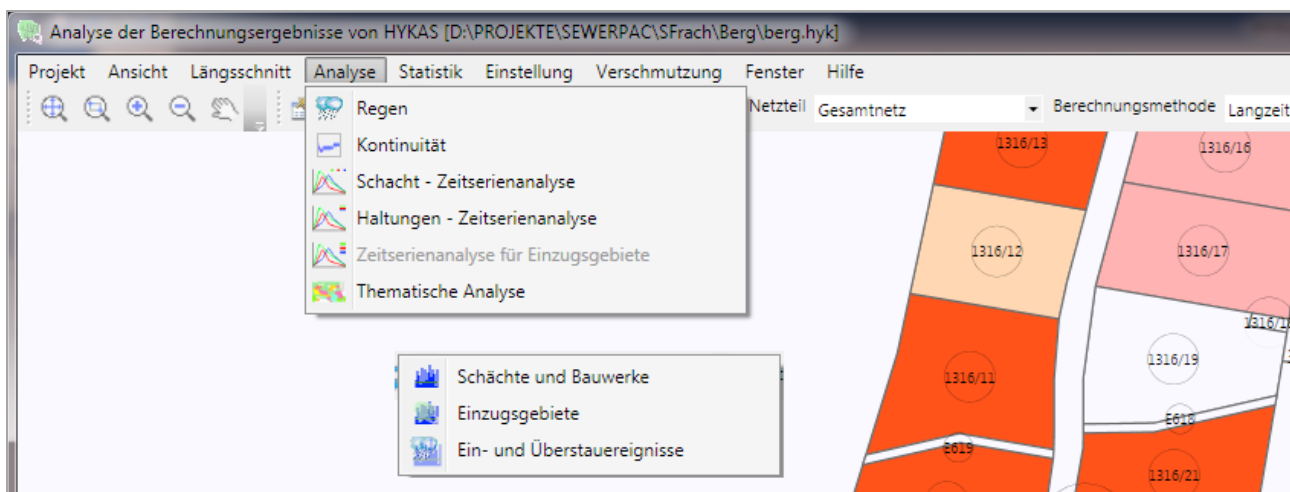 Analyse der Berechnungsergebnisse von HYKAS [D:\PROJEKTE\SEWERPAC\SFrach\Berg\berg.hyk]
Projekt Ansicht Längsschnitt Analyse Statistik Einstellung Verschmutzung Fenster Hilfe
Netzteil Gesamtnetz Berechnungsmethode Langzeit
Regen
Kontinuität
Schacht - Zeitserienanalyse
Haltungen - Zeitserienanalyse
Zeitserienanalyse für Einzugsgebiete
Thematische Analyse
Schächte und Bauwerke
Einzugsgebiete
Ein- und Überstauereignisse
1316/13
1316/16
1316/12
1316/17
1316/19
1316/11
E618
E619
1316/21